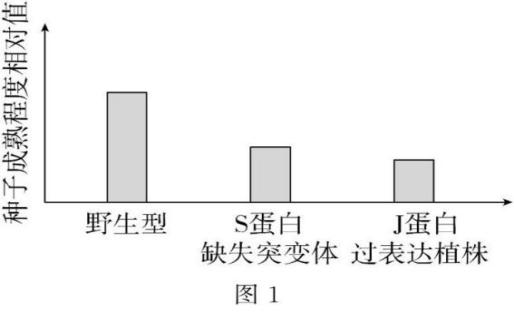 种子成熟程度相对值
野生型
S蛋白
缺失突变体
J蛋白
过表达植株
图 1